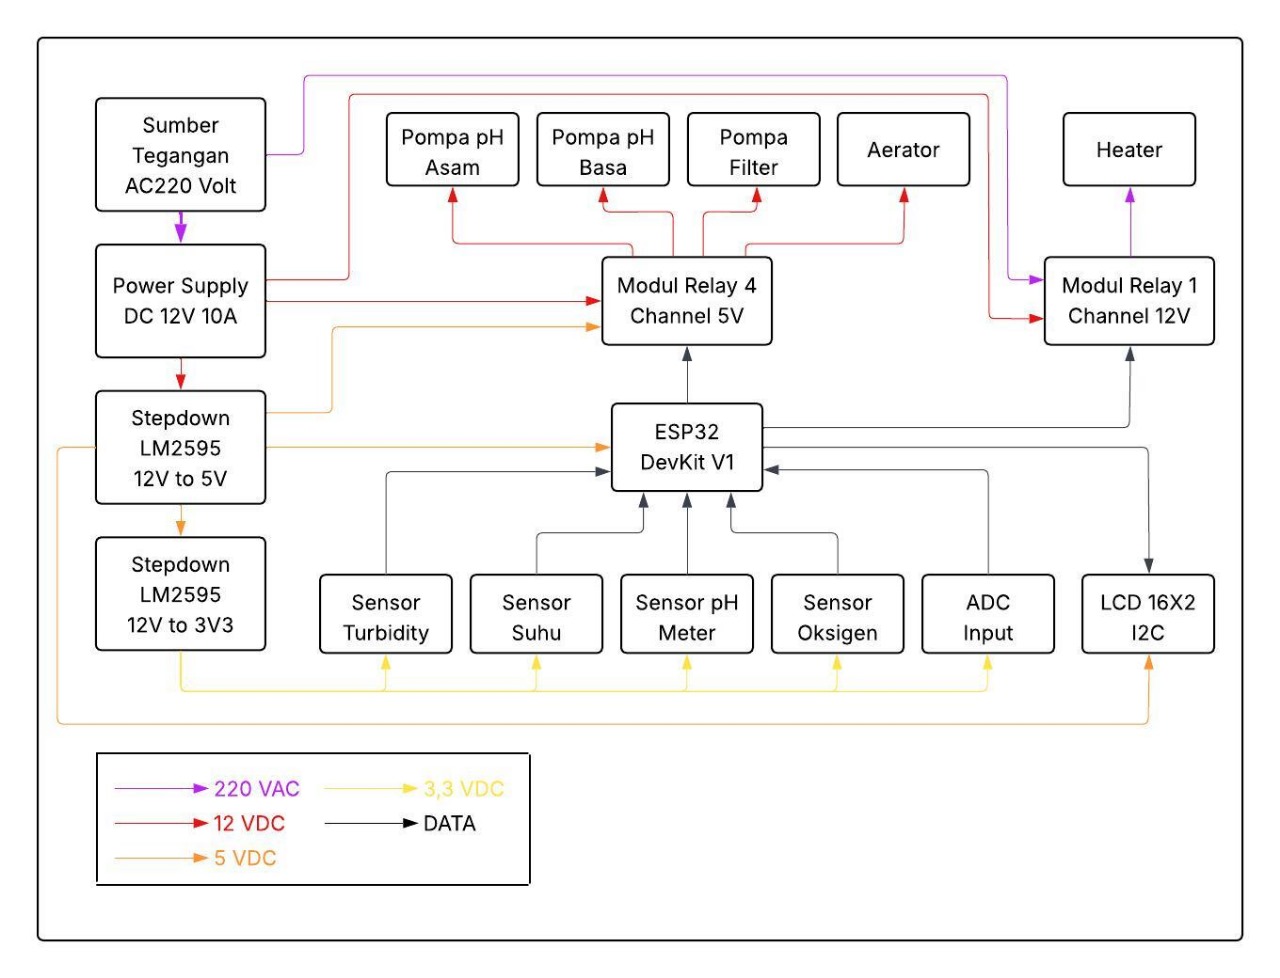 Sumber
Tegangan
AC220 Volt
Pompa pH
Asam
Pompa pH
Basa
Pompa
Filter
Aerator
Heater
Power Supply
DC 12V 10A
Modul Relay 4
Channel 5V
Modul Relay 1
Channel 12V
Stepdown
LM2595
12V to 5V
ESP32
DevKit V1
Stepdown
LM2595
12V to 3V3
Sensor
Turbidity
Sensor
Suhu
Sensor pH
Meter
Sensor
Oksigen
ADC
Input
LCD 16X2
I2C
220 VAC
3,3 VDC
12 VDC
DATA
5 VDC